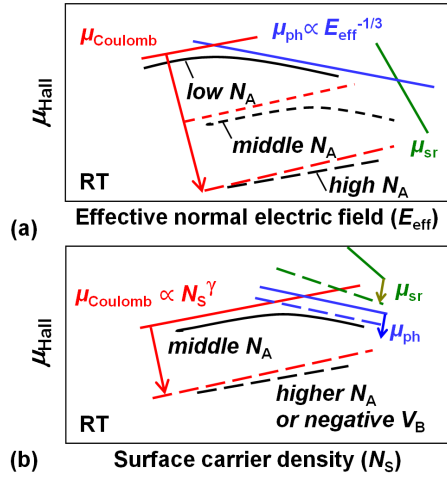 μCoulomb
μph ∝ Eeff^-1/3
low NA
μsr
middle NA
high NA
RT
μHall
(a) Effective normal electric field (Eeff)
μCoulomb ∝ NS^γ
μsr
μph
middle NA
higher NA
or negative VB
RT
μHall
(b) Surface carrier density (NS)